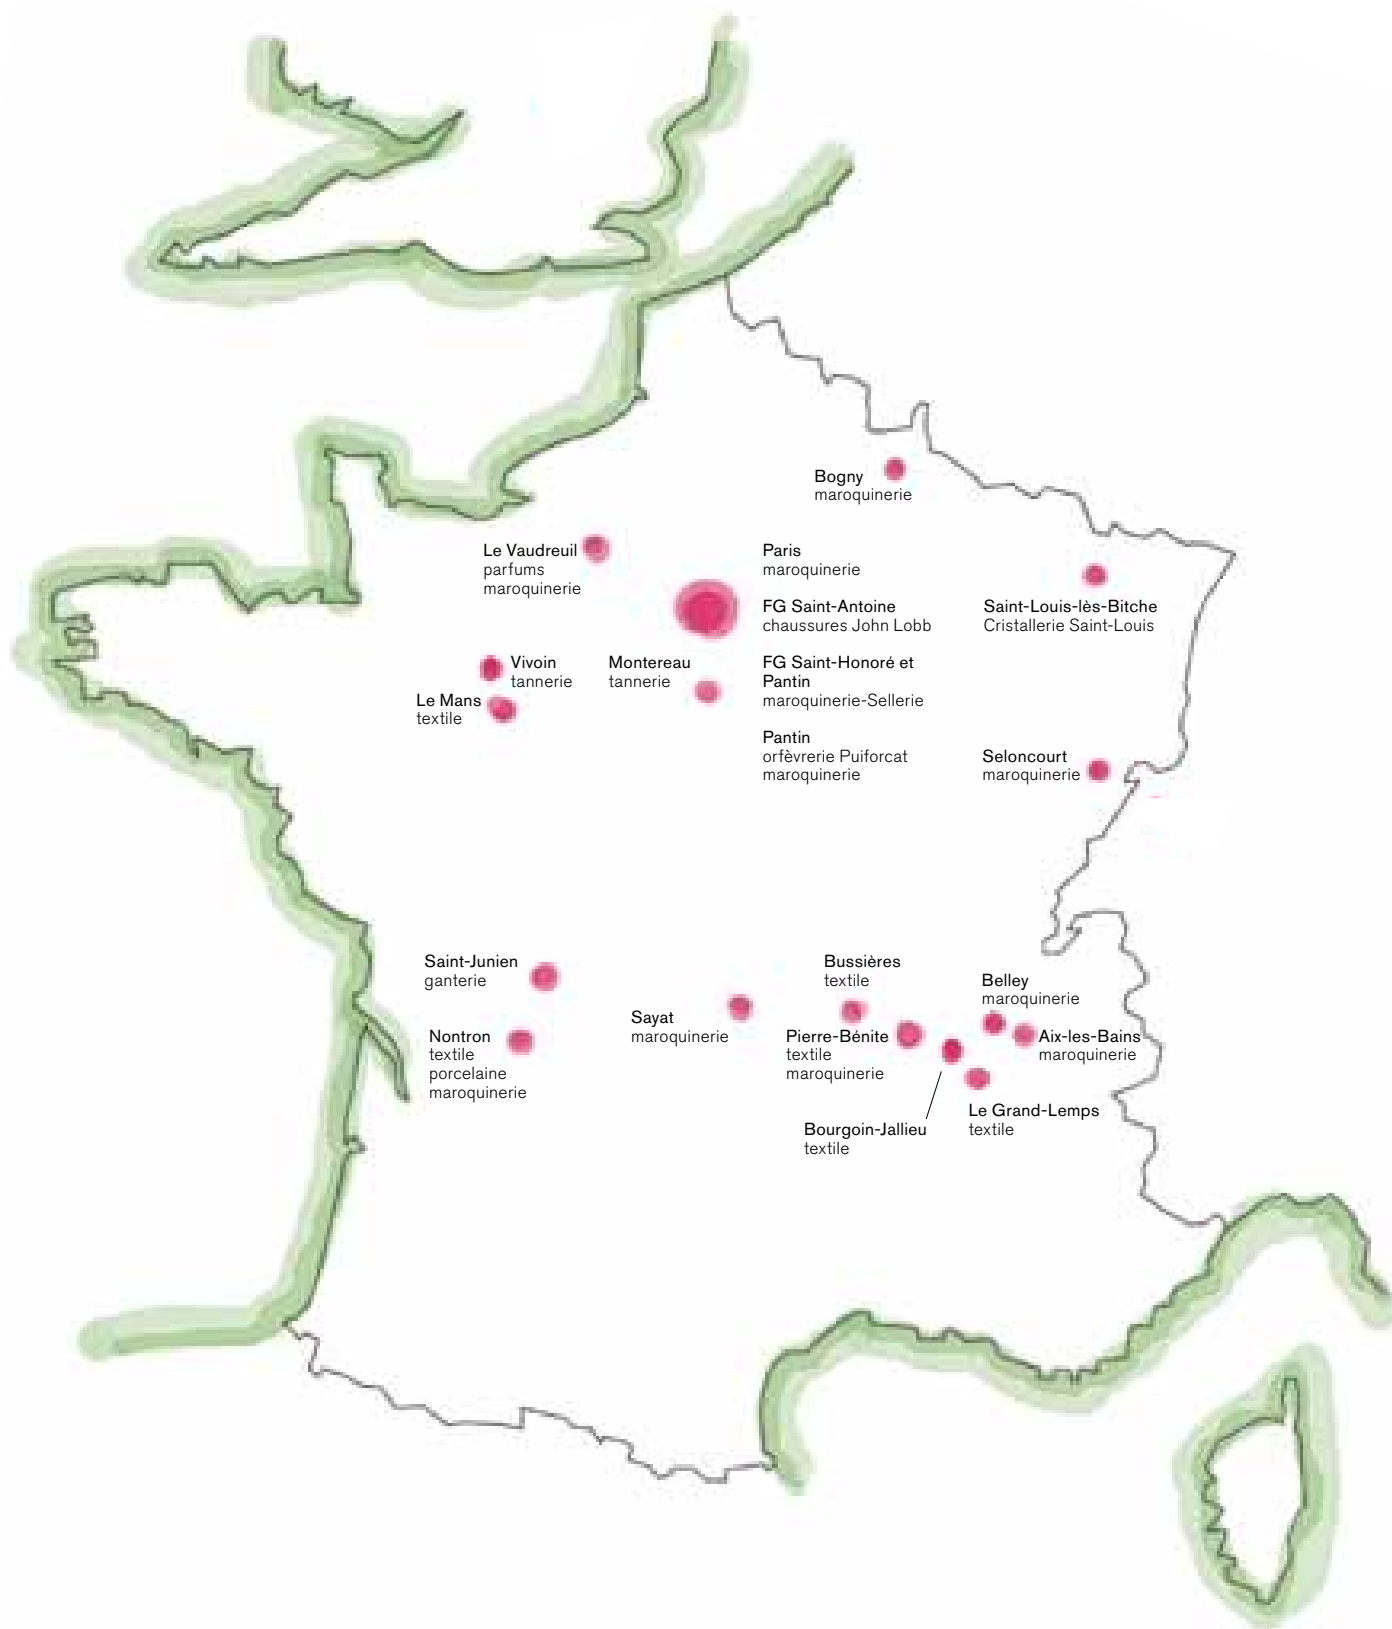 Bogny
maroquinerie
Le Vaudreuil
parfums
maroquinerie
Paris
maroquinerie
FG Saint-Antoine
chaussures John Lobb
FG Saint-Honoré et
Pantin
maroquinerie-Sellerie
Pantin
orfèvrerie Puiforcat
maroquinerie
Saint-Louis-lès-Bitche
Cristallerie Saint-Louis
Vivoin
tannerie
Montereau
tannerie
Le Mans
textile
Seloncourt
maroquinerie
Saint-Junien
ganterie
Nontron
textile
porcelaine
maroquinerie
Sayat
maroquinerie
Bussières
textile
Pierre-Bénite
textile
maroquinerie
Belley
maroquinerie
Aix-les-Bains
maroquinerie
Le Grand-Lemps
textile
Bourgoin-Jallieu
textile